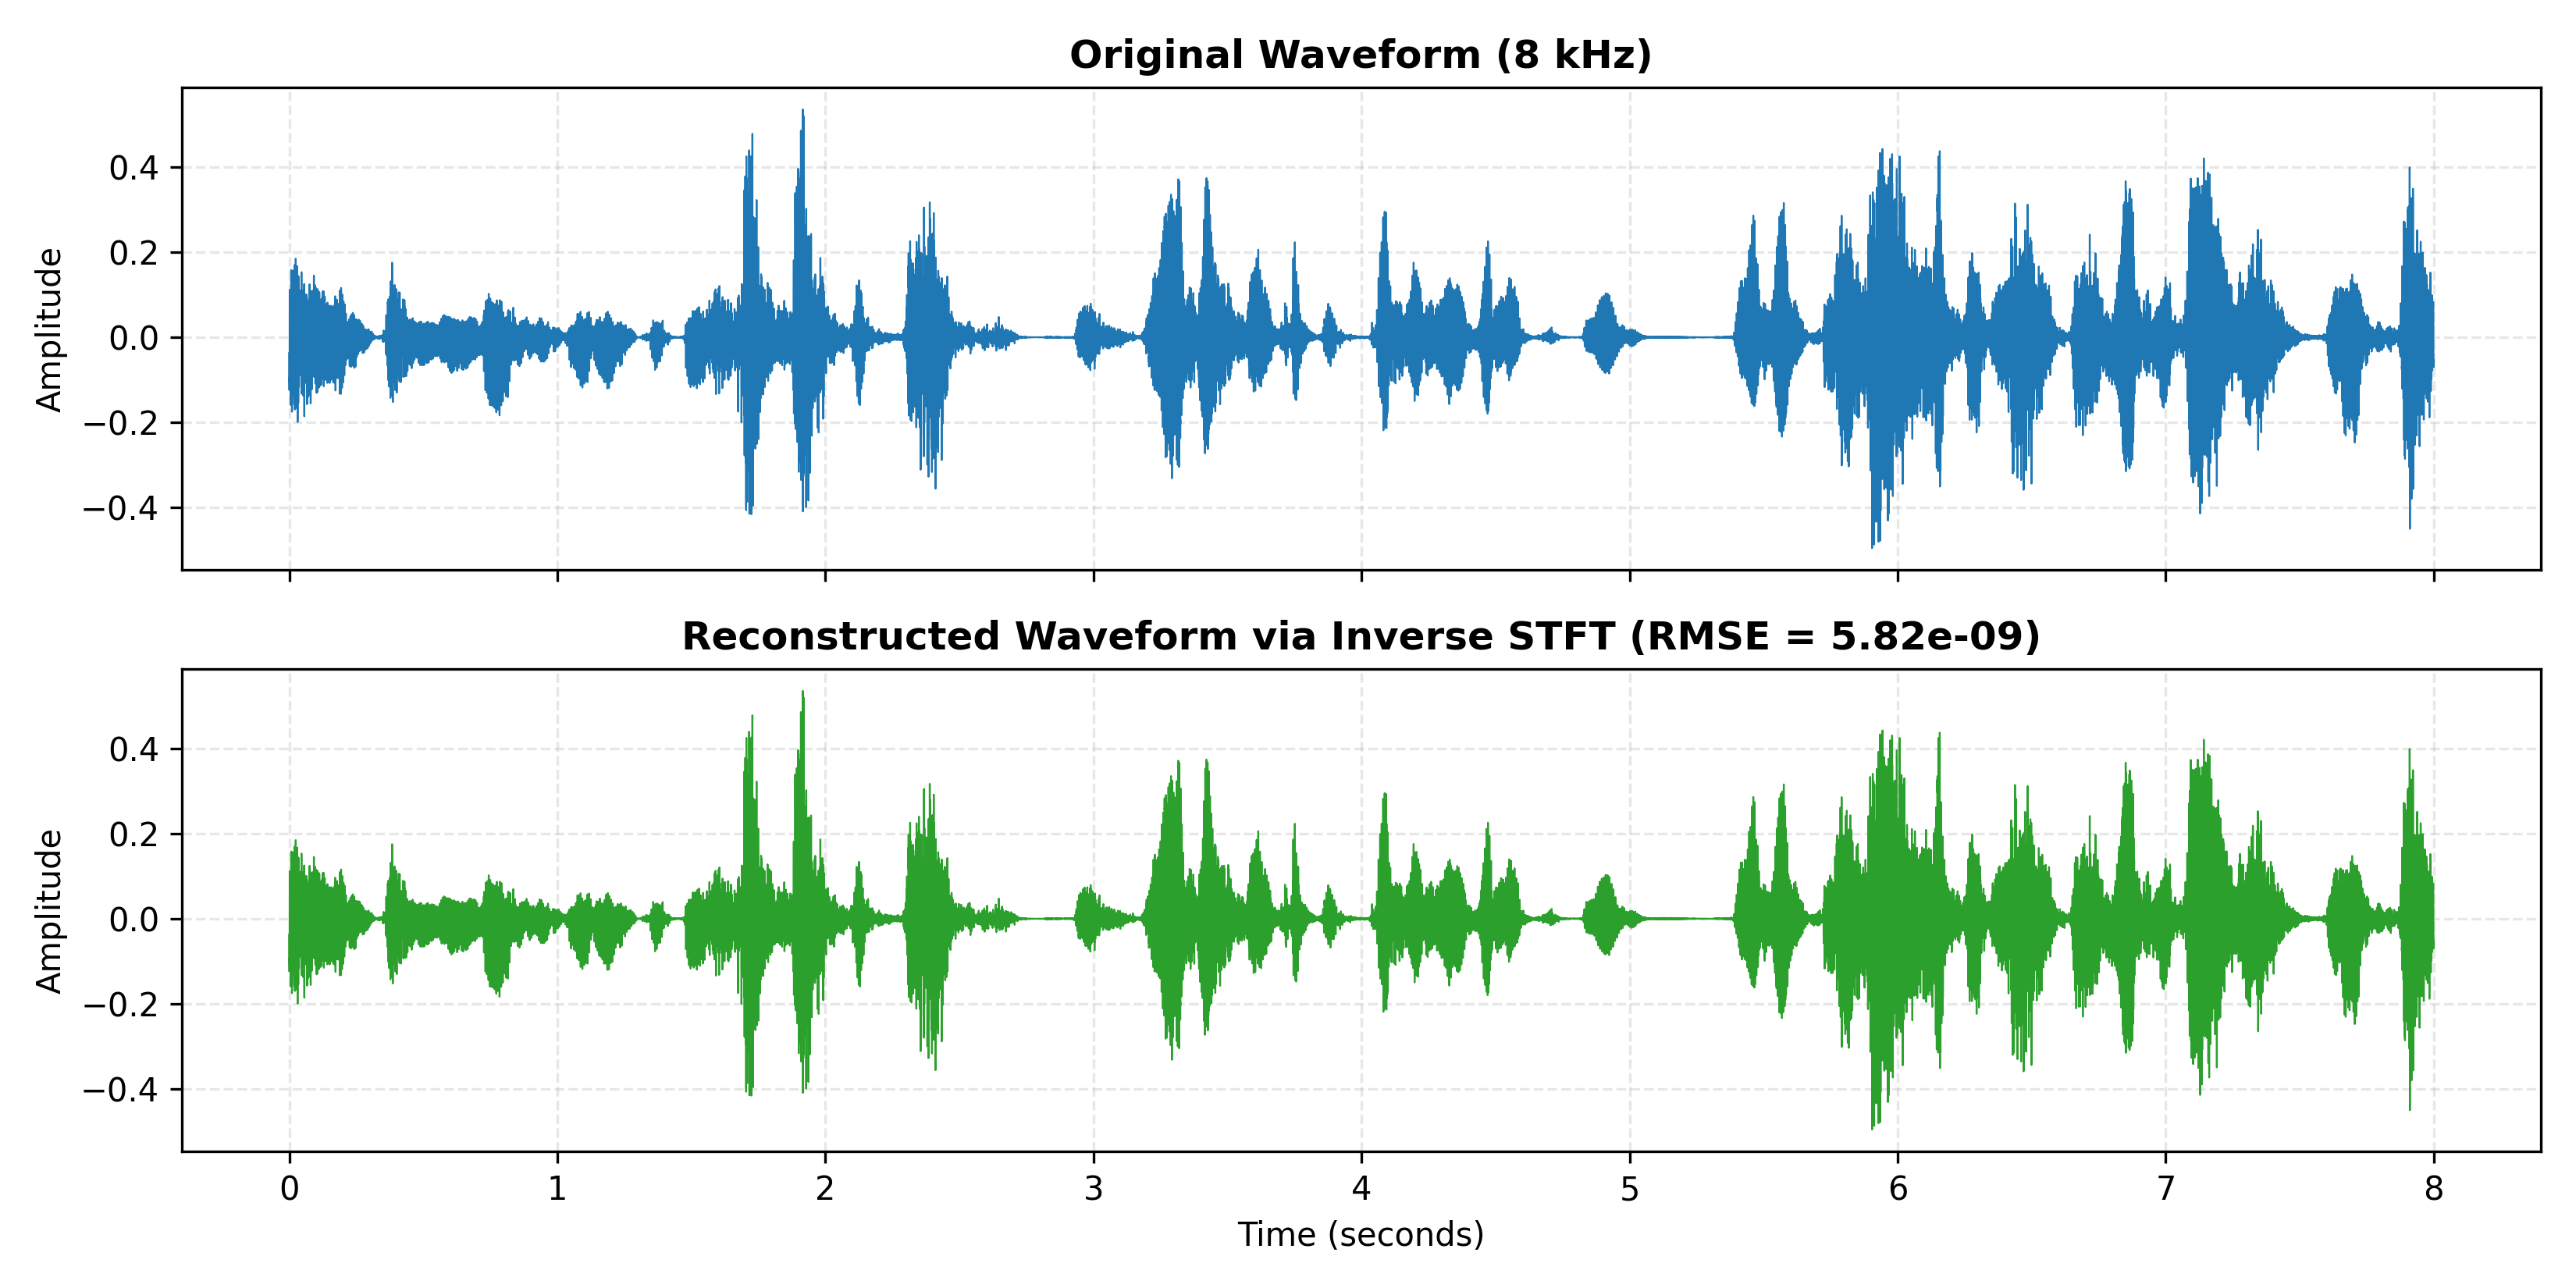 Original Waveform (8 kHz)
Amplitude
0.4
0.2
0.0
−0.2
−0.4
Reconstructed Waveform via Inverse STFT (RMSE = 5.82e-09)
Amplitude
0.4
0.2
0.0
−0.2
−0.4
0 1 2 3 4 5 6 7 8
Time (seconds)